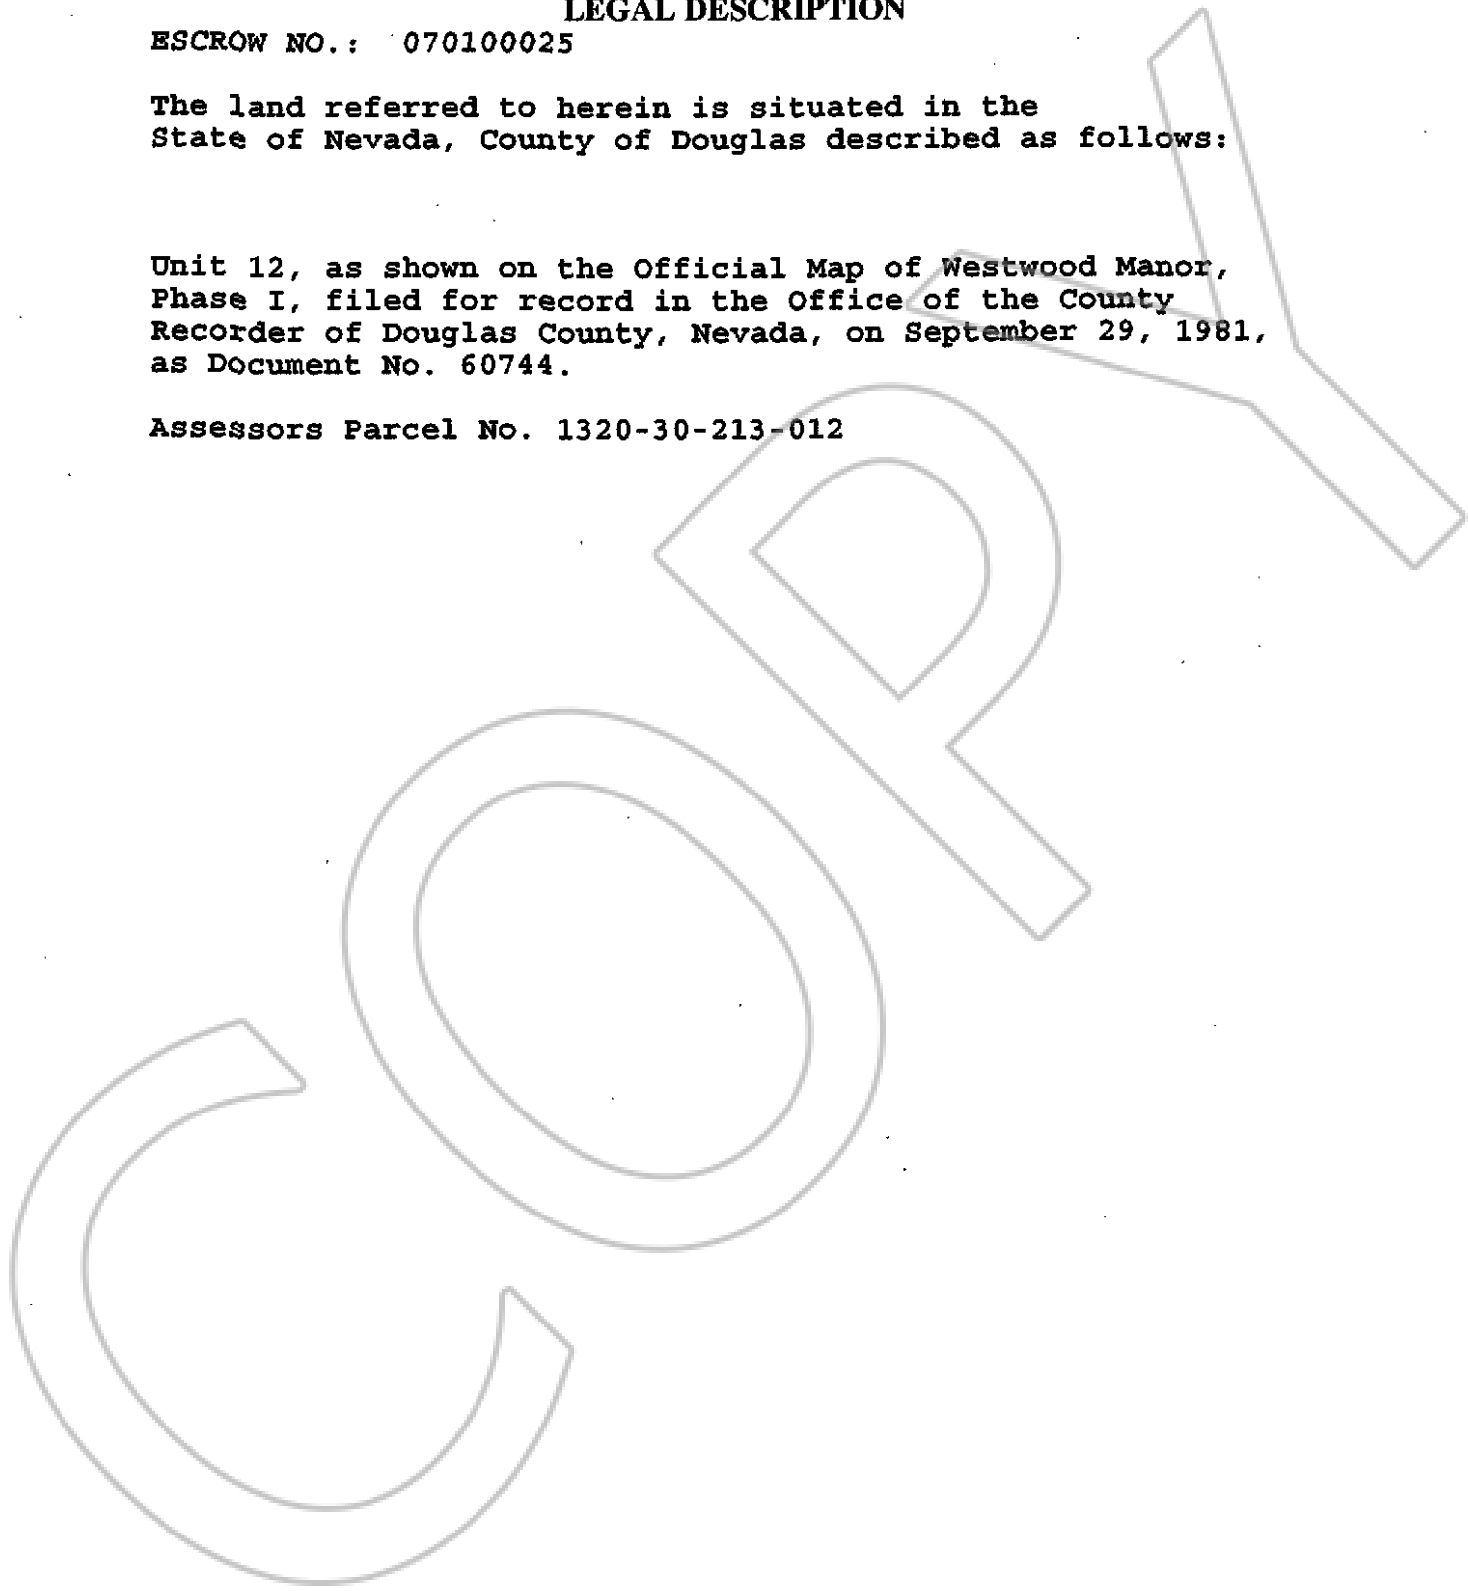 LEGAL DESCRIPTION
ESCROW NO.: 070100025
The land referred to herein is situated in the
State of Nevada, County of Douglas described as follows:
Unit 12, as shown on the Official Map of Westwood Manor,
Phase I, filed for record in the Office of the County
Recorder of Douglas County, Nevada, on September 29, 1981,
as Document No. 60744.
Assessors Parcel No. 1320-30-213-012
COPY